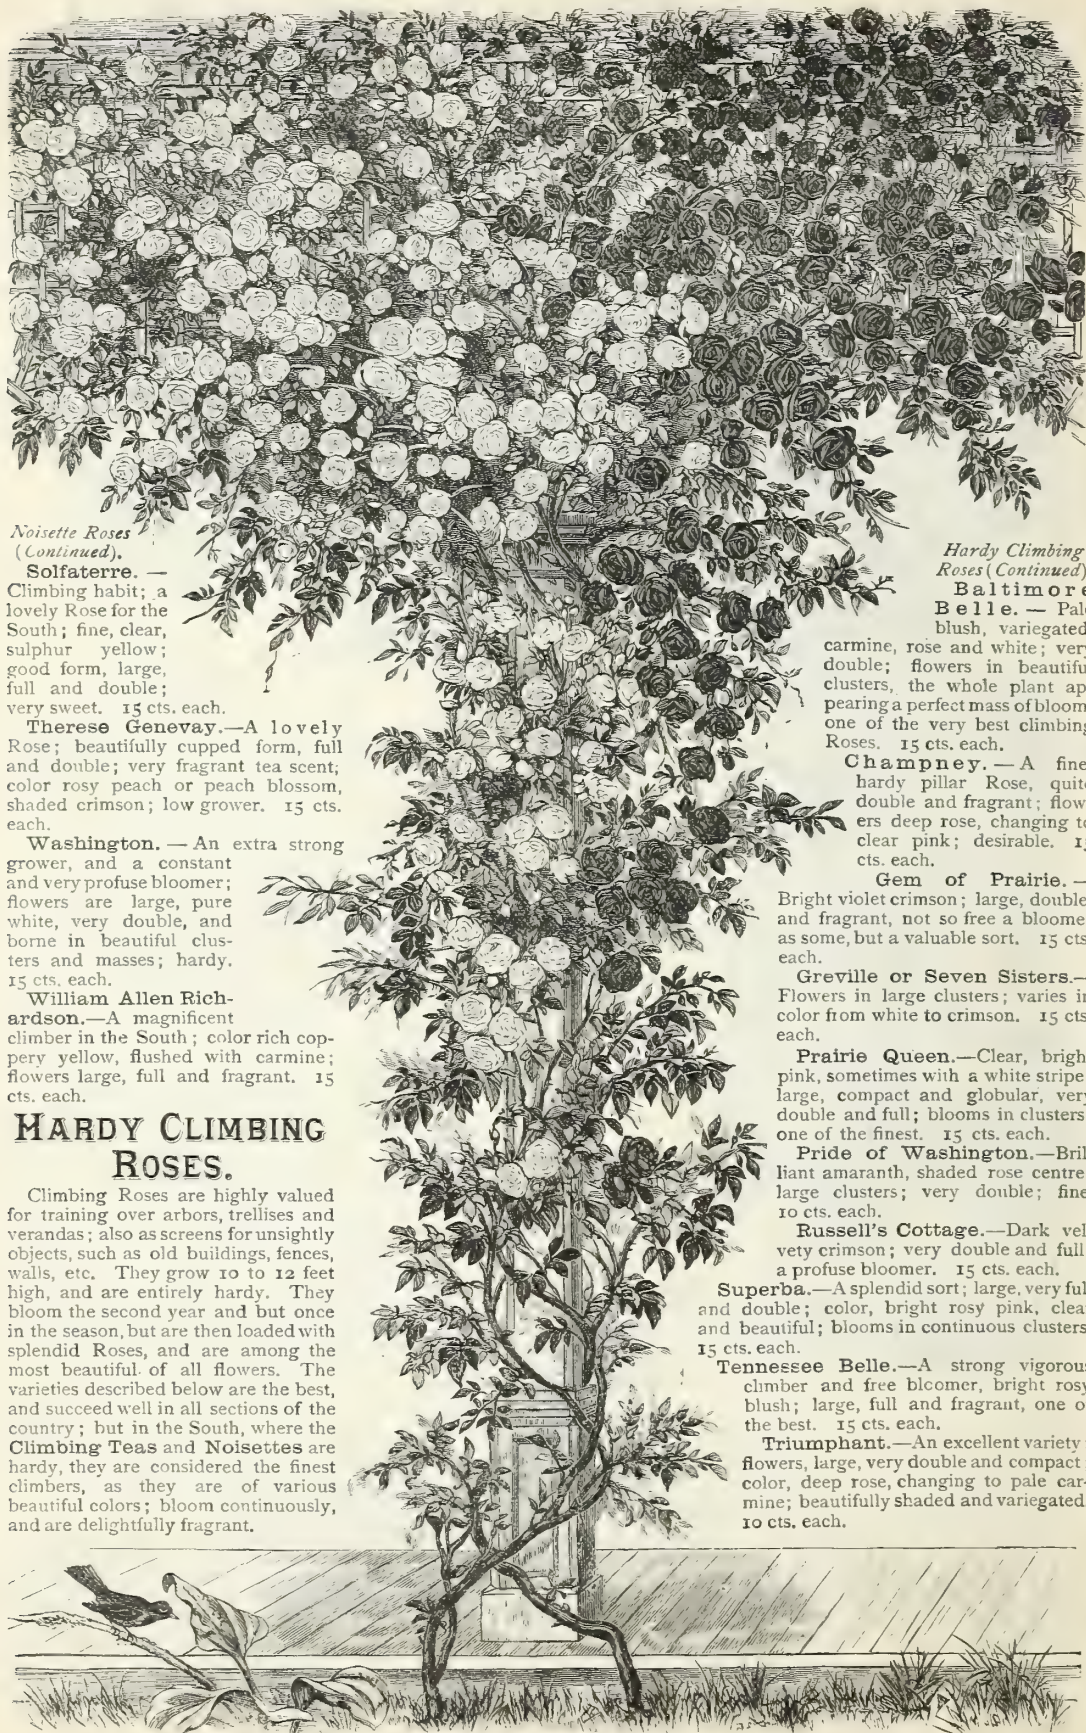 Noisette Roses
(Continued).
Solfaterre. —
Climbing habit; a
lovely Rose for the
South; fine, clear,
sulphur yellow;
good form, large,
full and double;
very sweet. 15 cts. each.
Therese Genevay.—A lovely
Rose; beautifully cupped form, full
and double; very fragrant tea scent;
color rosy peach or peach blossom,
shaded crimson; low grower. 15 cts.
each.
Washington. — An extra strong
grower, and a constant
and very profuse bloomer;
flowers are large, pure
white, very double, and
borne in beautiful clus-
ters and masses; hardy.
15 cts. each.
William Allen Rich-
ardson.—A magnificent
climber in the South; color rich cop-
pery yellow, flushed with carmine;
flowers large, full and fragrant. 15
cts. each.
HARDY CLIMBING
ROSES.
Climbing Roses are highly valued
for training over arbors, trellises and
verandas; also as screens for unsightly
objects, such as old buildings, fences,
walls, etc. They grow 10 to 12 feet
high, and are entirely hardy. They
bloom the second year and but once
in the season, but are then loaded with
splendid Roses, and are among the
most beautiful of all flowers. The
varieties described below are the best,
and succeed well in all sections of the
country; but in the South, where the
Climbing Teas and Noisettes are
hardy, they are considered the finest
climbers, as they are of various
beautiful colors; bloom continuously,
and are delightfully fragrant.
Hardy Climbing
Roses (Continued)
Baltimore
Belle. — Pal
blush, variegated
carmine, rose and white; ver
double; flowers in beautifu
clusters, the whole plant ap
pearing a perfect mass of bloom
one of the very best climbing
Roses. 15 cts. each.
Champney. — A fine
hardy pillar Rose, quit
double and fragrant; flow
ers deep rose, changing t
clear pink; desirable. 1
cts. each.
Gem of Prairie.—
Bright violet crimson; large, double
and fragrant, not so free a bloome
as some, but a valuable sort. 15 cts
each.
Greville or Seven Sisters.—
Flowers in large clusters; varies in
color from white to crimson. 15 cts
each.
Prairie Queen.—Clear, brigh
pink, sometimes with a white stripe
large, compact and globular, ver
double and full; blooms in clusters
one of the finest. 15 cts. each.
Pride of Washington.—Bril
liant amaranth, shaded rose centre
large clusters; very double; fine
10 cts. each.
Russell's Cottage.—Dark vel
vety crimson; very double and full
a profuse bloomer. 15 cts. each.
Superba.—A splendid sort; large, very ful
and double; color, bright rosy pink, clea
and beautiful; blooms in continuous clusters
15 cts. each.
Tennessee Belle.—A strong vigorou
climber and free bloomer, bright rosy
blush; large, full and fragrant, one o
the best. 15 cts. each.
Triumphant.—An excellent variety
flowers, large, very double and compact
color, deep rose, changing to pale car-
mine; beautifully shaded and variegated
10 cts. each.